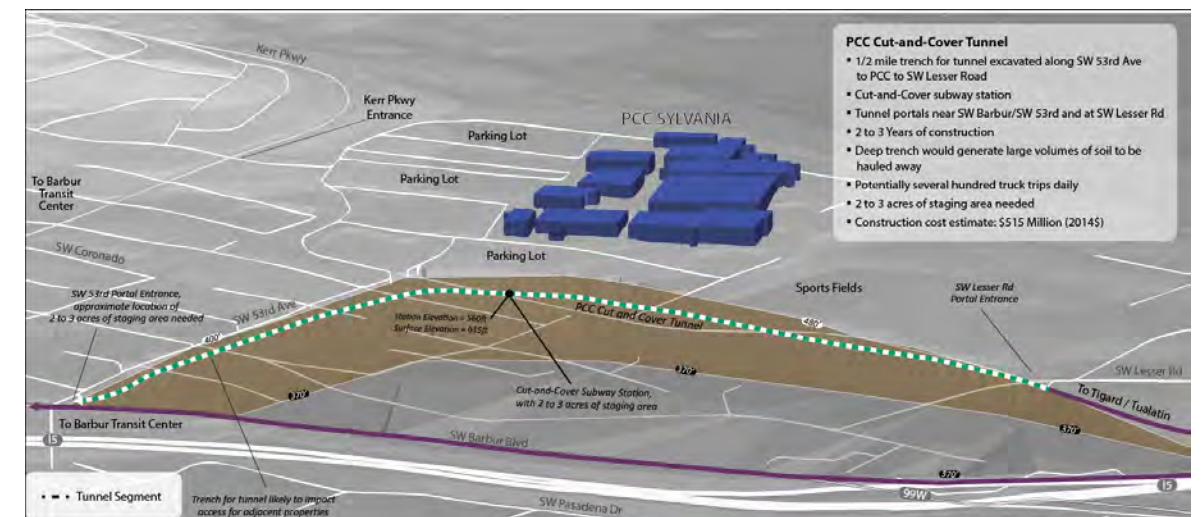 Kerr Pkwy
Kerr Pkwy
Entrance
PCC SYLVANIA
Parking Lot
Parking Lot
Parking Lot
To Barbur
Transit
Center
PCC Cut-and-Cover Tunnel
• 1/2 mile trench for tunnel excavated along SW 53rd Ave
to PCC to SW Lesser Road
• Cut-and-Cover subway station
• Tunnel portals near SW Barbur/SW 53rd and at SW Lesser Rd
• 2 to 3 Years of construction
• Deep trench would generate large volumes of soil to be
hauled away
• Potentially several hundred truck trips daily
• 2 to 3 acres of staging area needed
• Construction cost estimate: $515 Million (2014$)
SW Coronado
SW 53rd Portal Entrance,
approximate location of
2 to 3 acres of staging area needed
SW 53rd Ave
400'
Station Elevation = 560ft
Surface Elevation = 615ft
PCC Cut and Cover Tunnel
Sports Fields
480'
SW Lesser Rd
Portal Entrance
SW Lesser Rd
To Tigard / Tualatin
370'
370'
370'
Cut-and-Cover Subway Station,
with 2 to 3 acres of staging area
To Barbur Transit Center
I5
SW Barbur Blvd
370'
99W
I5
Tunnel Segment
Trench for tunnel likely to impact
access for adjacent properties
SW Pasadena Dr